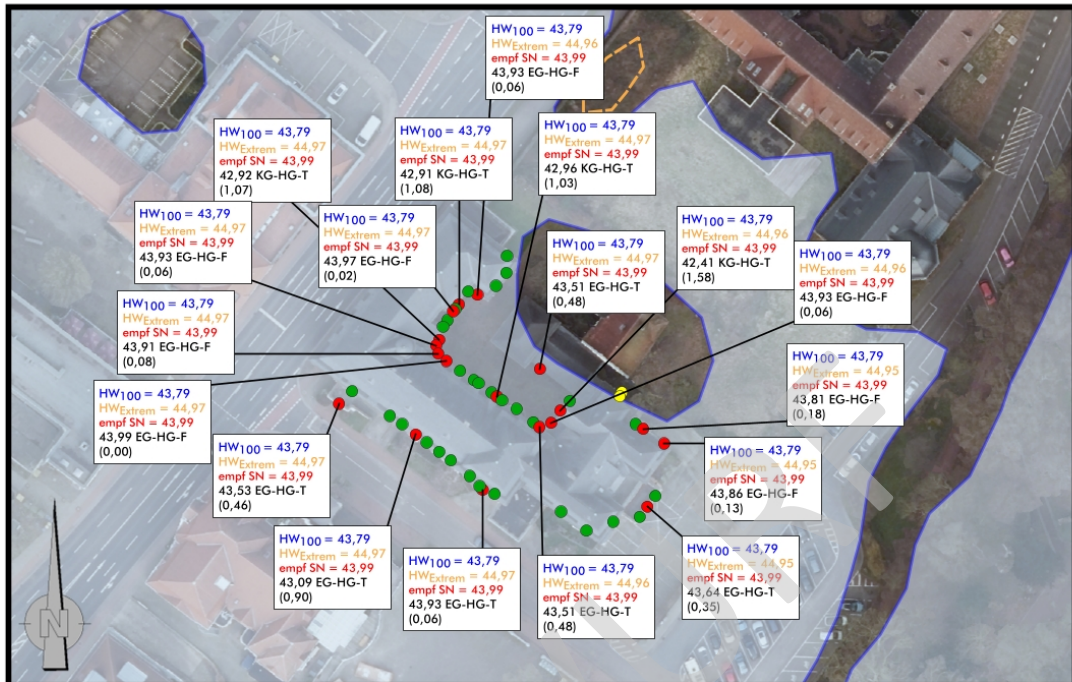 HW100 = 43,79
HWExtrem = 44,96
empf SN = 43,99
43,93 EG-HG-F
(0,06)
HW100 = 43,79
HWExtrem = 44,97
empf SN = 43,99
42,92 KG-HG-T
(1,07)
HW100 = 43,79
HWExtrem = 44,97
empf SN = 43,99
42,91 KG-HG-T
(1,08)
HW100 = 43,79
HWExtrem = 44,97
empf SN = 43,99
42,96 KG-HG-T
(1,03)
HW100 = 43,79
HWExtrem = 44,97
empf SN = 43,99
43,93 EG-HG-F
(0,06)
HW100 = 43,79
HWExtrem = 44,97
empf SN = 43,99
43,97 EG-HG-F
(0,02)
HW100 = 43,79
HWExtrem = 44,97
empf SN = 43,99
43,51 EG-HG-T
(0,48)
HW100 = 43,79
HWExtrem = 44,96
empf SN = 43,99
42,41 KG-HG-T
(1,58)
HW100 = 43,79
HWExtrem = 44,96
empf SN = 43,99
43,93 EG-HG-F
(0,06)
HW100 = 43,79
HWExtrem = 44,97
empf SN = 43,99
43,91 EG-HG-F
(0,08)
HW100 = 43,79
HWExtrem = 44,95
empf SN = 43,99
43,81 EG-HG-F
(0,18)
HW100 = 43,79
HWExtrem = 44,97
empf SN = 43,99
43,99 EG-HG-F
(0,00)
HW100 = 43,79
HWExtrem = 44,97
empf SN = 43,99
43,53 EG-HG-T
(0,46)
HW100 = 43,79
HWExtrem = 44,95
empf SN = 43,99
43,86 EG-HG-F
(0,13)
HW100 = 43,79
HWExtrem = 44,97
empf SN = 43,99
43,09 EG-HG-T
(0,90)
HW100 = 43,79
HWExtrem = 44,97
empf SN = 43,99
43,93 EG-HG-T
(0,06)
HW100 = 43,79
HWExtrem = 44,96
empf SN = 43,99
43,51 EG-HG-T
(0,48)
HW100 = 43,79
HWExtrem = 44,95
empf SN = 43,99
43,64 EG-HG-T
(0,35)
N